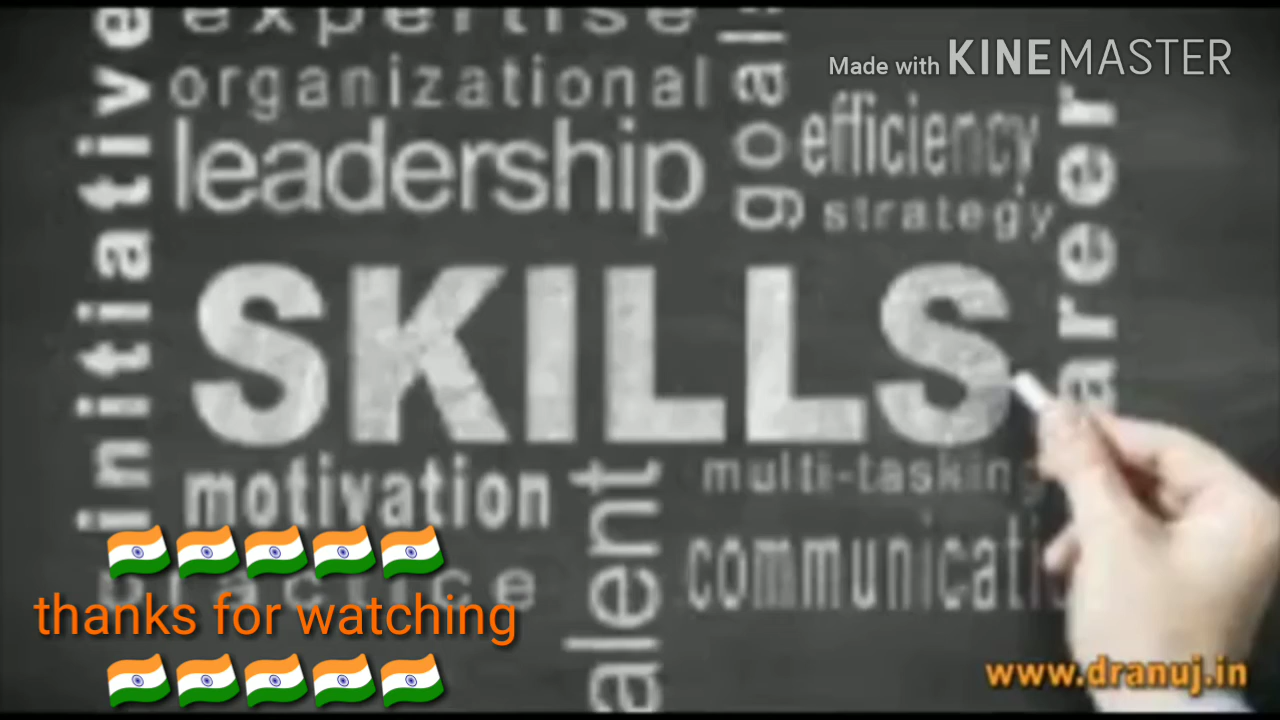 expertise
Made with KINEMASTER
organizational
initiative
leadership
goals
efficiency
strategy
career
SKILLS
motivation
multi-tasking
talent
communicati
practice
thanks for watching
www.dranuj.in